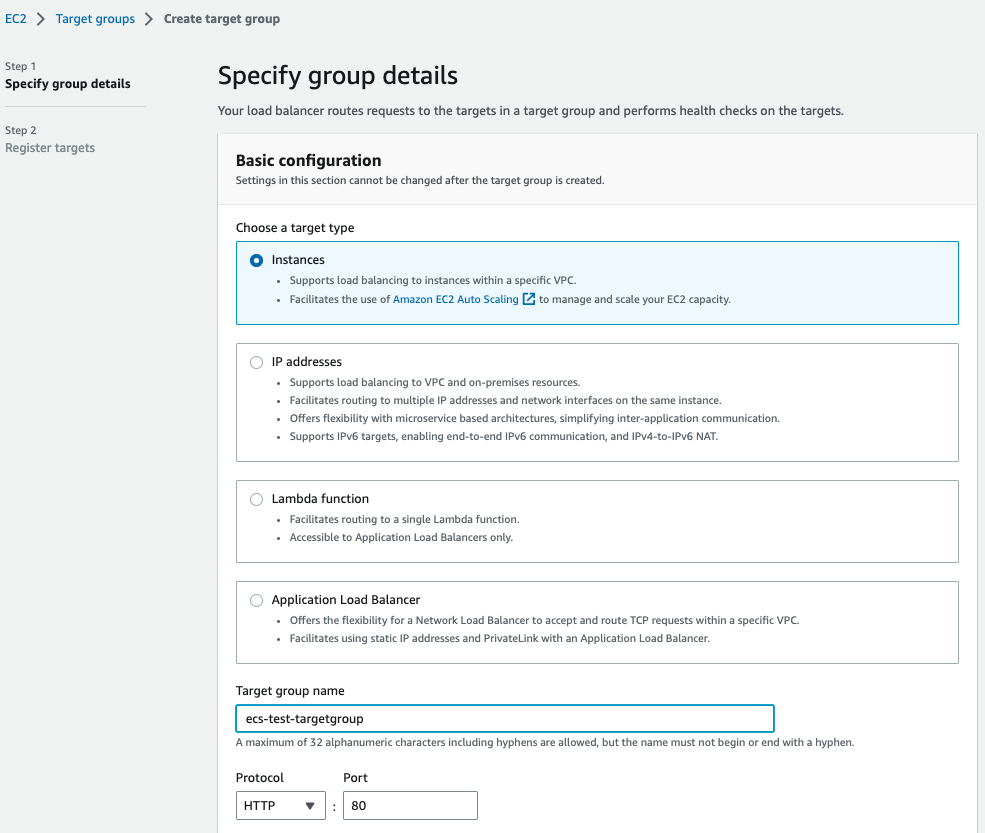 EC2 > Target groups > Create target group
Step 1
Specify group details
Step 2
Register targets
Specify group details
Your load balancer routes requests to the targets in a target group and performs health checks on the targets.
Basic configuration
Settings in this section cannot be changed after the target group is created.
Choose a target type
Instances
• Supports load balancing to instances within a specific VPC.
• Facilitates the use of Amazon EC2 Auto Scaling to manage and scale your EC2 capacity.
IP addresses
• Supports load balancing to VPC and on-premises resources.
• Facilitates routing to multiple IP addresses and network interfaces on the same instance.
• Offers flexibility with microservice based architectures, simplifying inter-application communication.
• Supports IPv6 targets, enabling end-to-end IPv6 communication, and IPv4-to-IPv6 NAT.
Lambda function
• Facilitates routing to a single Lambda function.
• Accessible to Application Load Balancers only.
Application Load Balancer
• Offers the flexibility for a Network Load Balancer to accept and route TCP requests within a specific VPC.
• Facilitates using static IP addresses and PrivateLink with an Application Load Balancer.
Target group name
ecs-test-targetgroup
A maximum of 32 alphanumeric characters including hyphens are allowed, but the name must not begin or end with a hyphen.
Protocol Port
HTTP : 80